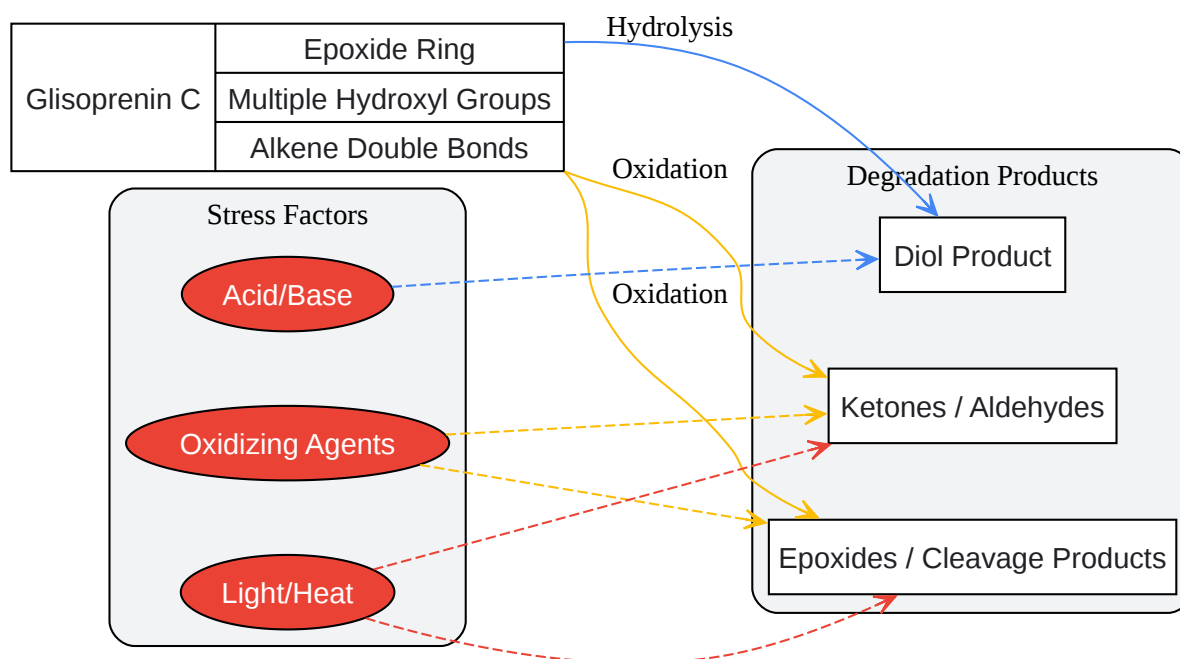 Hydrolysis
Epoxide Ring
Glisoprenin C
Multiple Hydroxyl Groups
Alkene Double Bonds
Oxidation
Degradation Products
Stress Factors
Diol Product
Acid/Base
Oxidation
Ketones / Aldehydes
Oxidizing Agents
Epoxides / Cleavage Products
Light/Heat